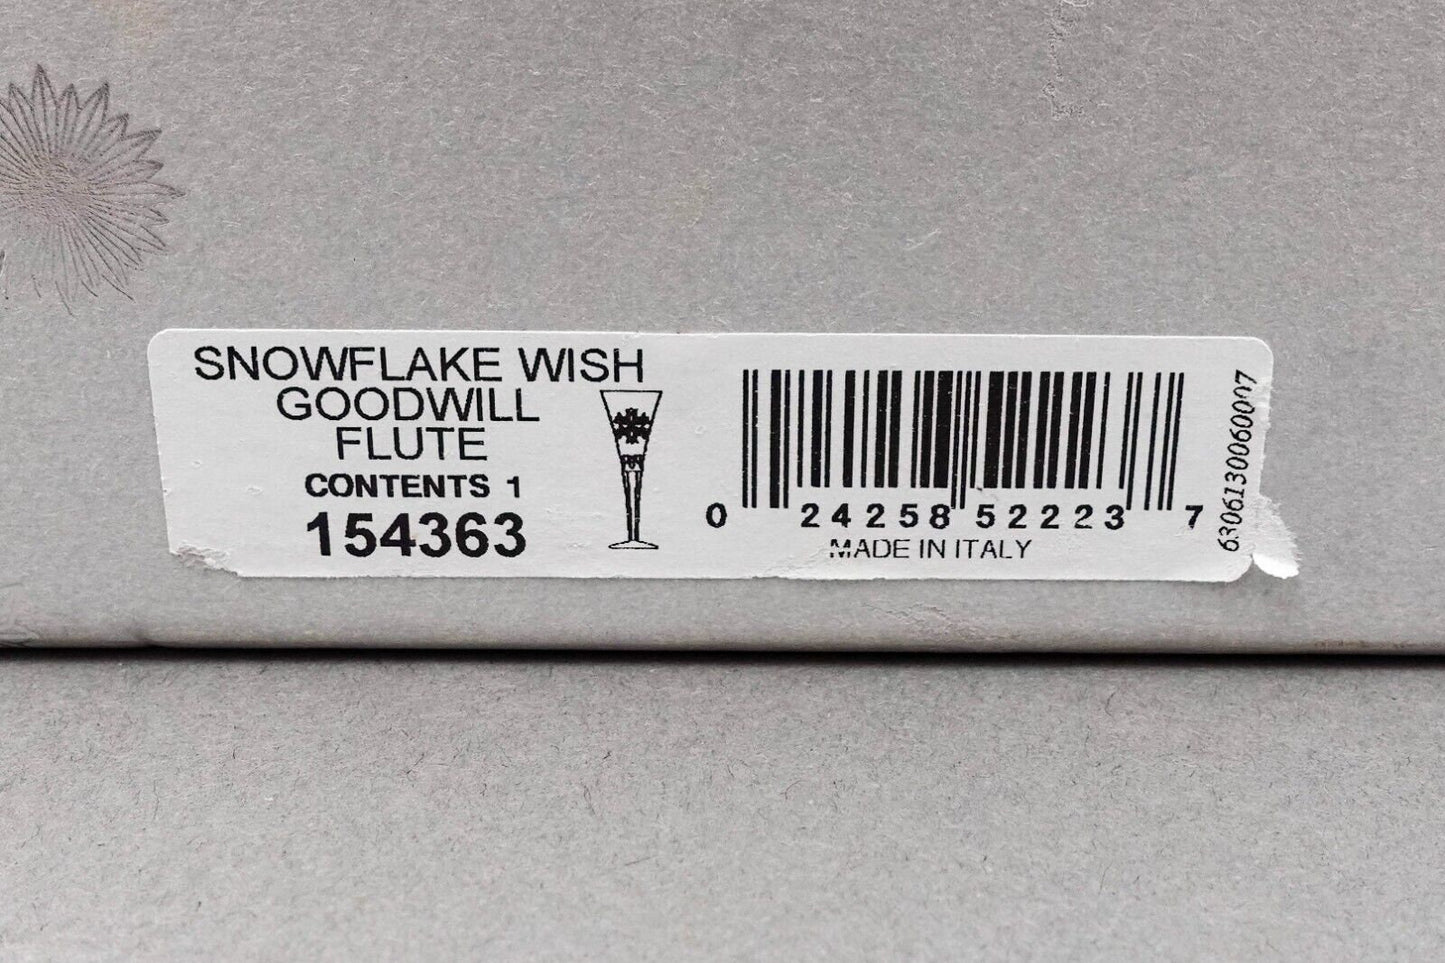 SNOWFLAKE WISH
GOODWILL
FLUTE
CONTENTS 1
154363
0 24258 52223 7
MADE IN ITALY
6306130060007